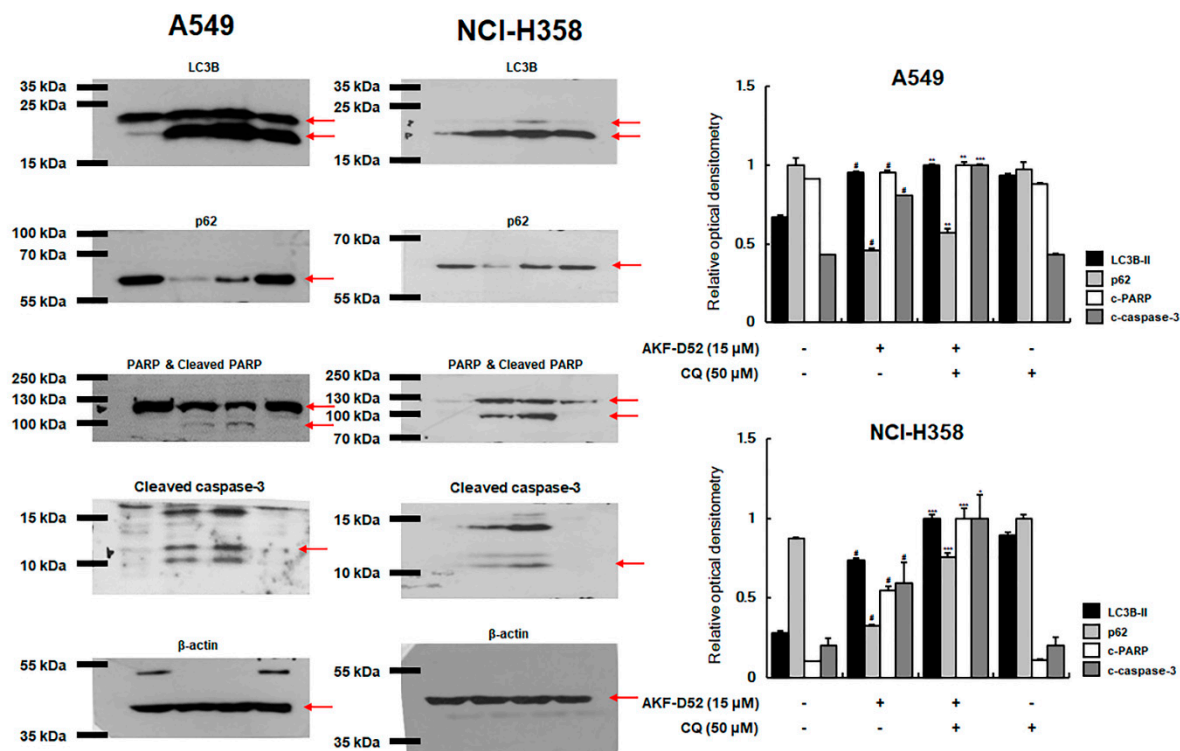 A549
LC3B
35 kDa
25 kDa
15 kDa
p62
100 kDa
70 kDa
55 kDa
PARP & Cleaved PARP
250 kDa
130 kDa
100 kDa
Cleaved caspase-3
15 kDa
10 kDa
β-actin
55 kDa
35 kDa
NCI-H358
LC3B
35 kDa
25 kDa
15 kDa
p62
70 kDa
55 kDa
PARP & Cleaved PARP
250 kDa
130 kDa
100 kDa
70 kDa
Cleaved caspase-3
15 kDa
10 kDa
β-actin
55 kDa
35 kDa
A549
Relative optical densitometry
1.5
1
0.5
0
# # # #
** ** ** ***
LC3B-II
p62
c-PARP
c-caspase-3
AKF-D52 (15 μM) - + + -
CQ (50 μM) - - + +
NCI-H358
Relative optical densitometry
1.5
1
0.5
0
# # # #
*** *** *** *
LC3B-II
p62
c-PARP
c-caspase-3
AKF-D52 (15 μM) - + + -
CQ (50 μM) - - + +